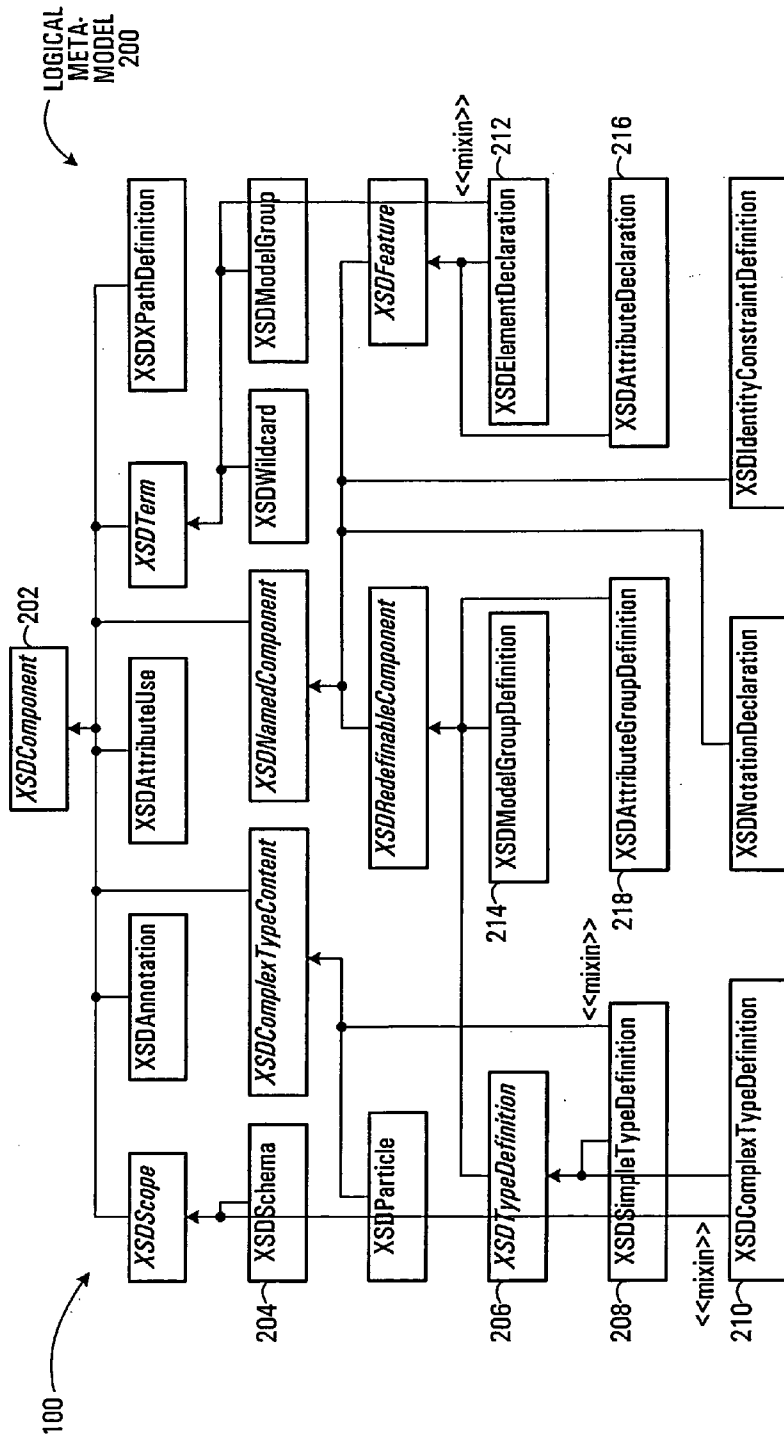 100
LOGICAL
META-
MODEL
200
XSDComponent
202
XSDScope
XSDAnnotation
XSDAttributeUse
XSDTerm
XSDXPathDefinition
XSDSchema
204
XSDComplexTypeContent
XSDNamedComponent
XSDWildcard
XSDModelGroup
XSDParticle
XSDRedefinableComponent
XSDFeature
<<mixin>>
XSDTypeDefinition
206
XSDModelGroupDefinition
214
XSDElementDeclaration
212
<<mixin>>
XSDSimpleTypeDefinition
208
XSDAttributeGroupDefinition
218
XSDAttributeDeclaration
216
<<mixin>>
XSDComplexTypeDefinition
210
XSDNotationDeclaration
XSDIdentityConstraintDefinition